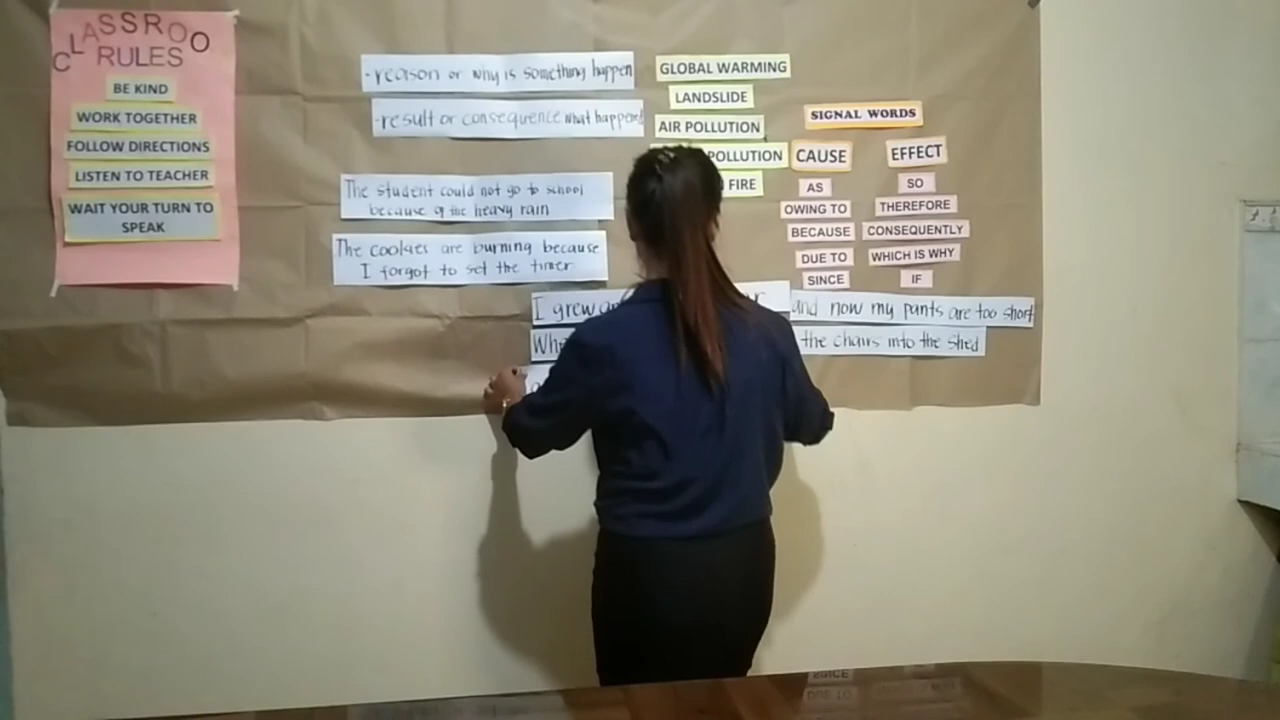 CLASSROO
RULES
BE KIND
WORK TOGETHER
FOLLOW DIRECTIONS
LISTEN TO TEACHER
WAIT YOUR TURN TO
SPEAK
-reason or why is something happen
-result or consequence what happened
The student could not go to school
because of the heavy rain
The cookies are burning because
I forgot to set the timer
GLOBAL WARMING
LANDSLIDE
AIR POLLUTION
POLLUTION
FIRE
SIGNAL WORDS
CAUSE
AS
OWING TO
BECAUSE
DUE TO
SINCE
EFFECT
SO
THEREFORE
CONSEQUENTLY
WHICH IS WHY
IF
I grew and now my pants are too short
the chairs into the shed